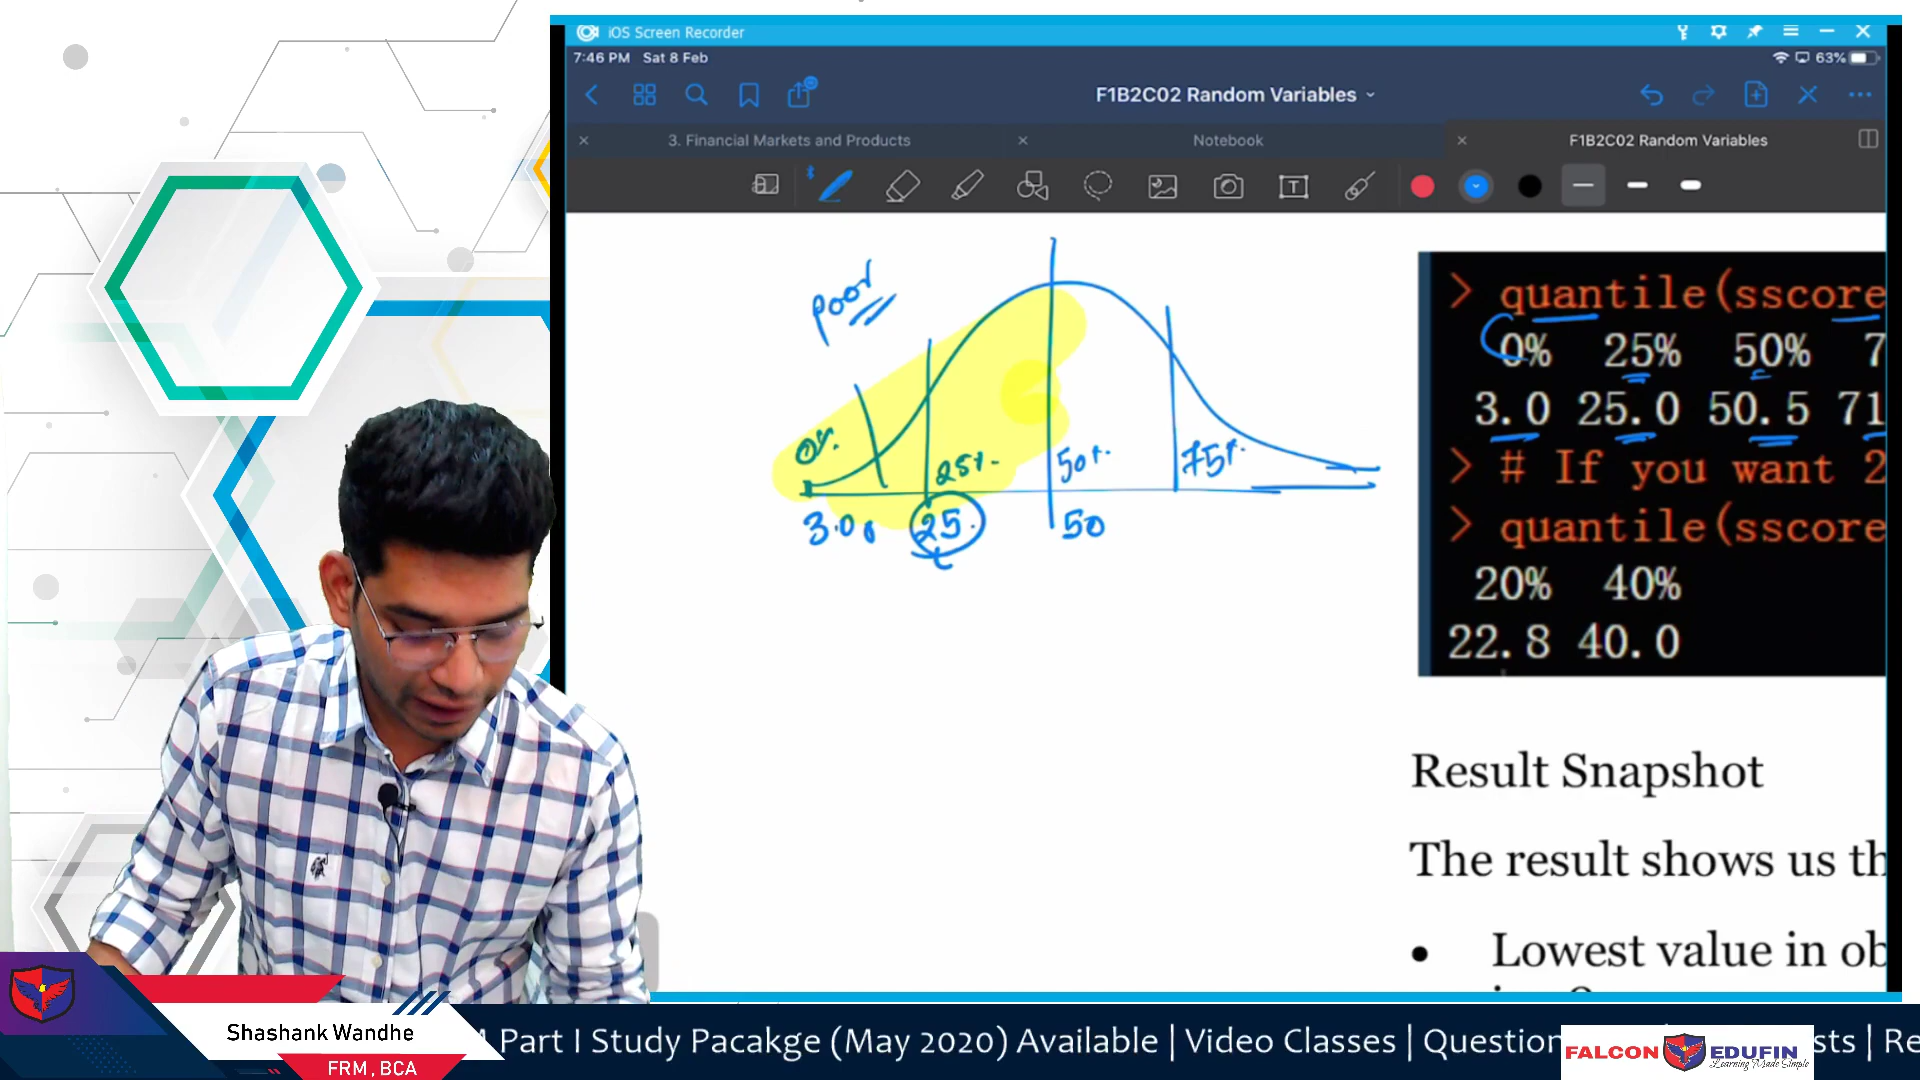 iOS Screen Recorder
7:46 PM Sat 8 Feb
63%
F1B2C02 Random Variables
3. Financial Markets and Products
Notebook
F1B2C02 Random Variables
poor
0%
25%
50%
75%
3.00
25
50
> quantile(sscore
0% 25% 50% 7
3.0 25.0 50.5 71
> # If you want 2
> quantile(sscore
20% 40%
22.8 40.0
Result Snapshot
The result shows us th
• Lowest value in ob
Shashank Wandhe
FRM, BCA
Part I Study Pacakge (May 2020) Available | Video Classes | Question
sts | Re
FALCON EDUFIN
Learning Made Simple